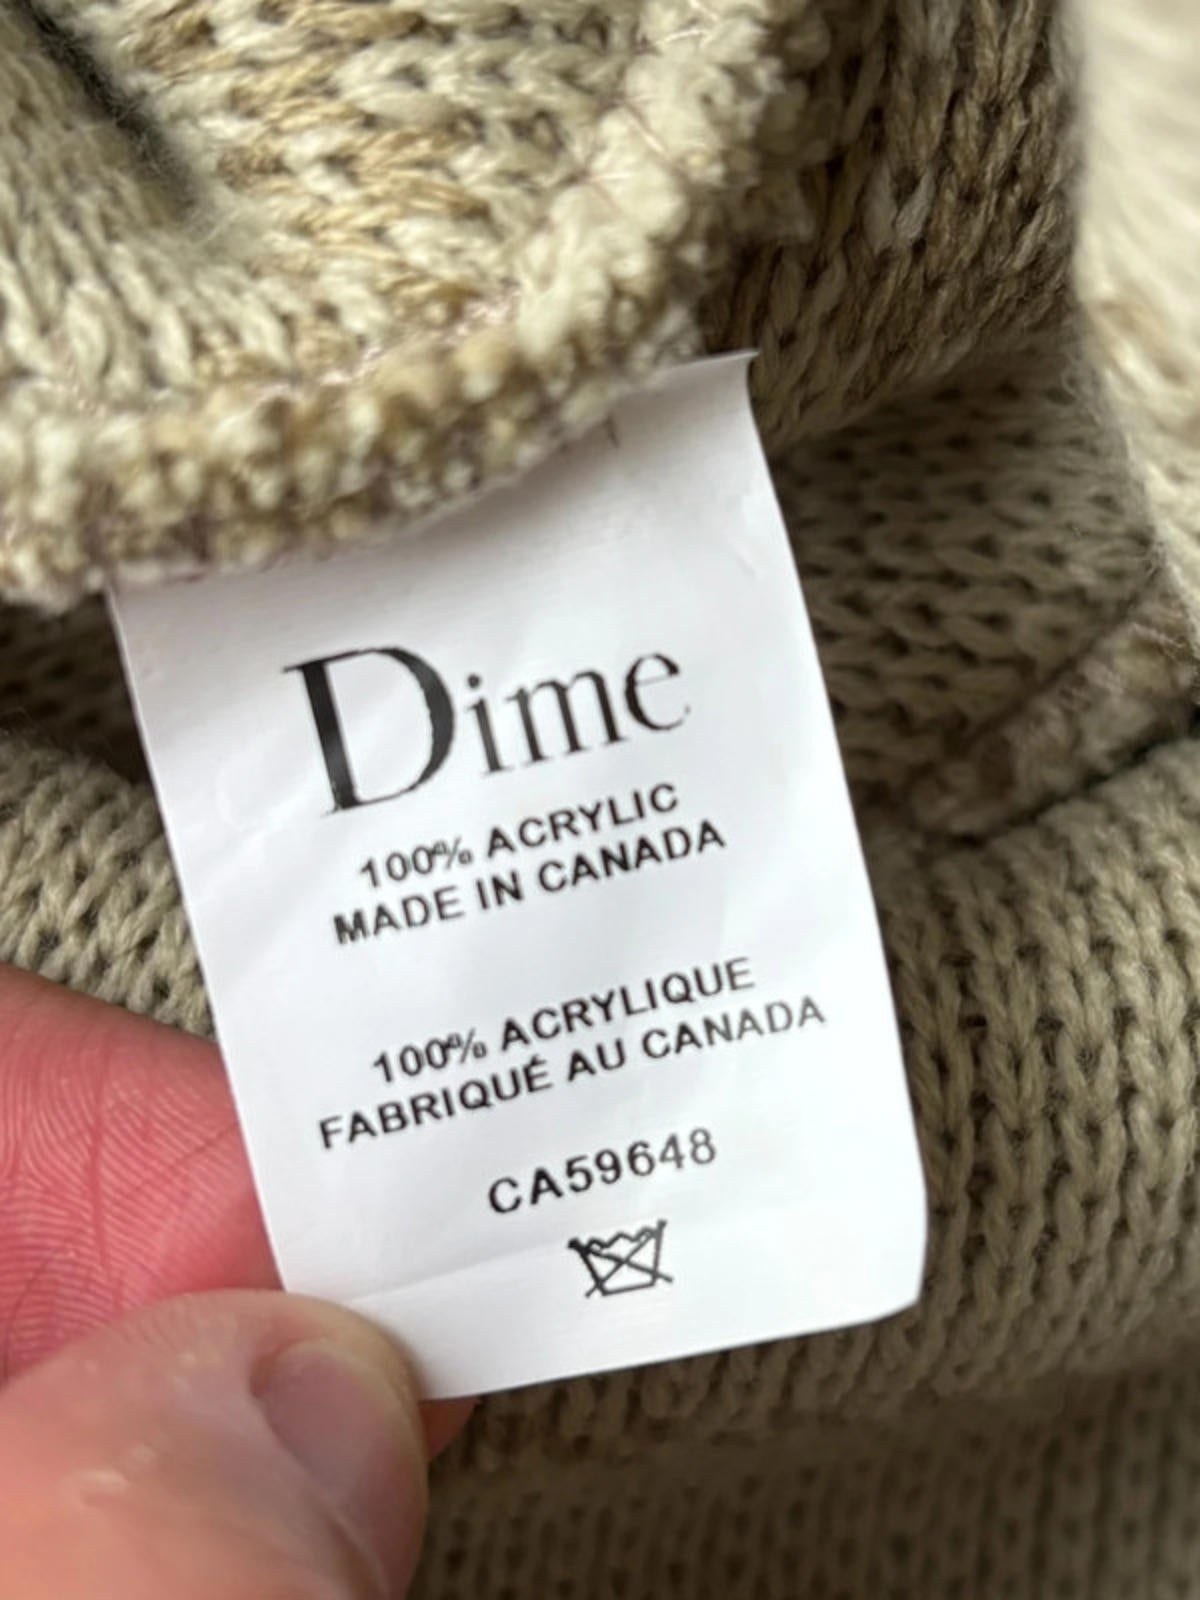 Dime
100% ACRYLIC
MADE IN CANADA
100% ACRYLIQUE
FABRIQUÉ AU CANADA
CA59648